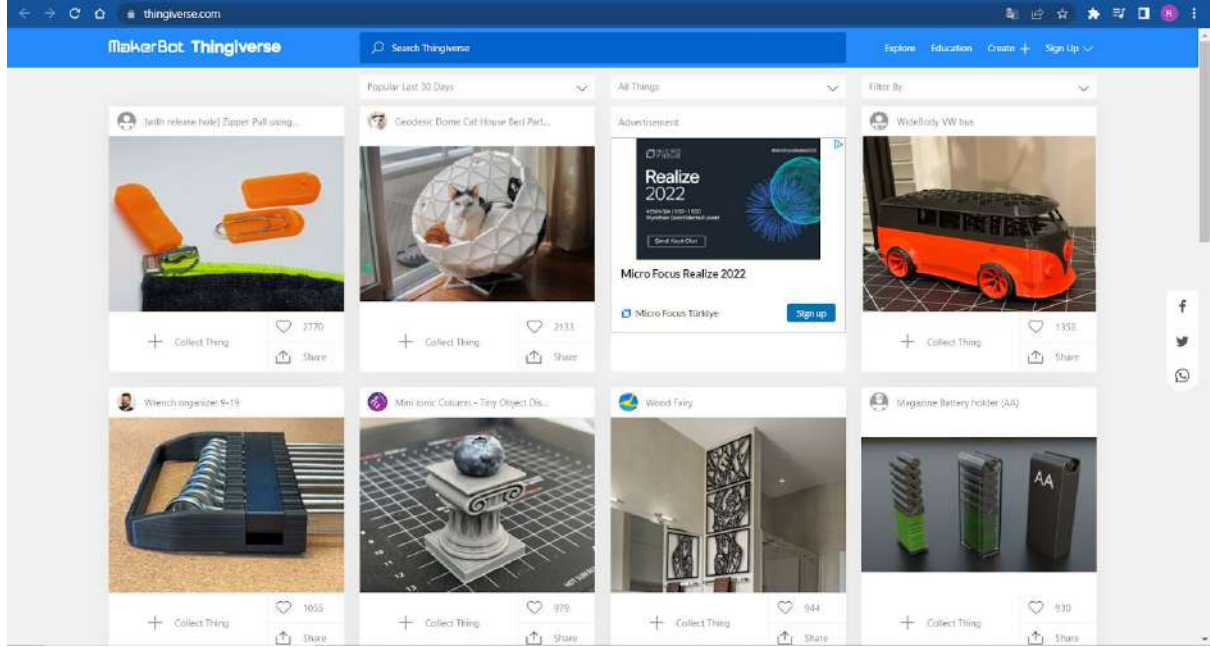 thingiverse.com
MakerBot Thingiverse
Search Thingiverse
Explore Education Create Sign Up
Popular Last 30 Days
All Things
Filter By
[with release hole] Zipper Pull using...
Geodesic Dome Cat House Bed Part...
Advertisement
WideBody VW bus
MICRO FOCUS
Realize
2022
Micro Focus Realize 2022
Micro Focus Türkiye
Sign up
Collect Thing
2770
Share
Collect Thing
2133
Share
Collect Thing
1353
Share
Wrench organizer 9-19
Mini Ionic Column – Tiny Object Dis...
Wood Fairy
Magazine Battery holder (AA)
AA
Collect Thing
1055
Share
Collect Thing
979
Share
Collect Thing
944
Share
Collect Thing
930
Share